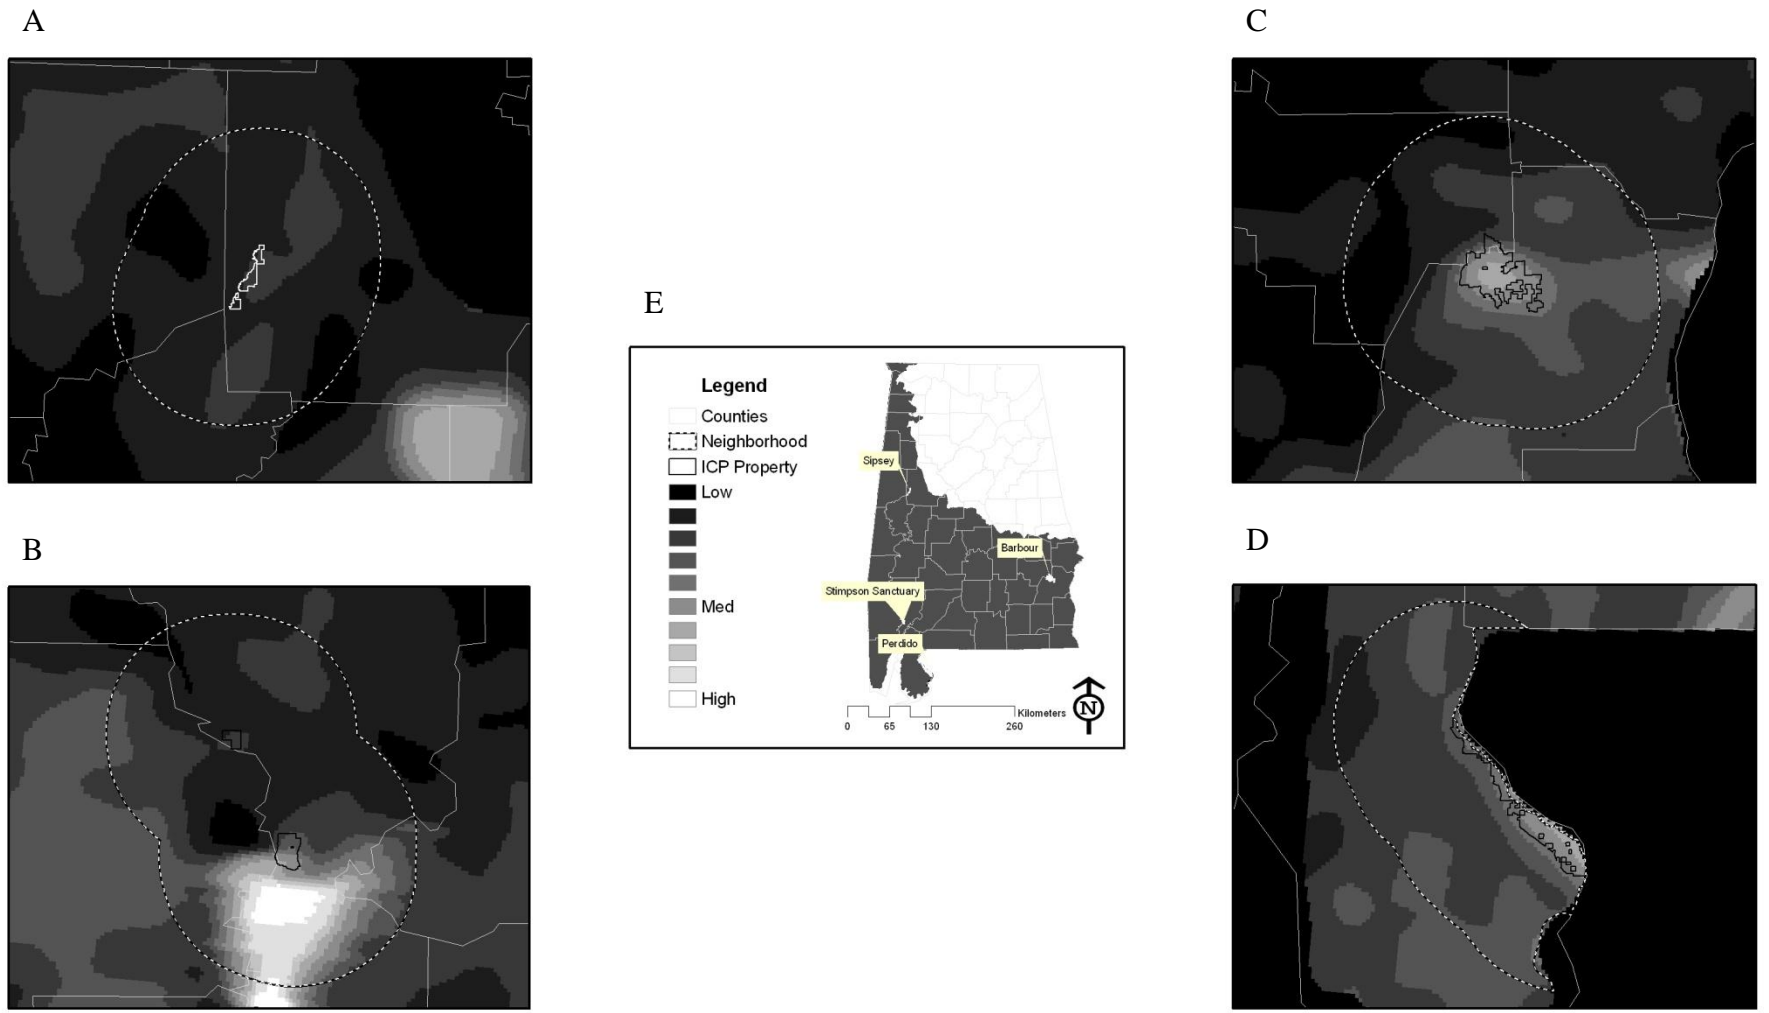 A
C
E
Legend
Counties
Neighborhood
ICP Property
Low
Med
High
Sipsey
Barbour
Stimpson Sanctuary
Perdido
N
Kilometers
0 65 130 260
B
D